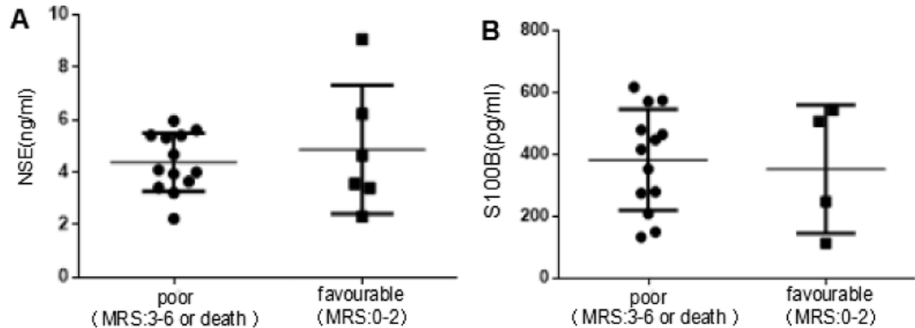 A
B
NSE(ng/ml)
10
8
6
4
2
0
poor
(MRS:3-6 or death)
favourable
(MRS:0-2)
S100B(pg/ml)
800
600
400
200
0
poor
(MRS:3-6 or death)
favourable
(MRS:0-2)